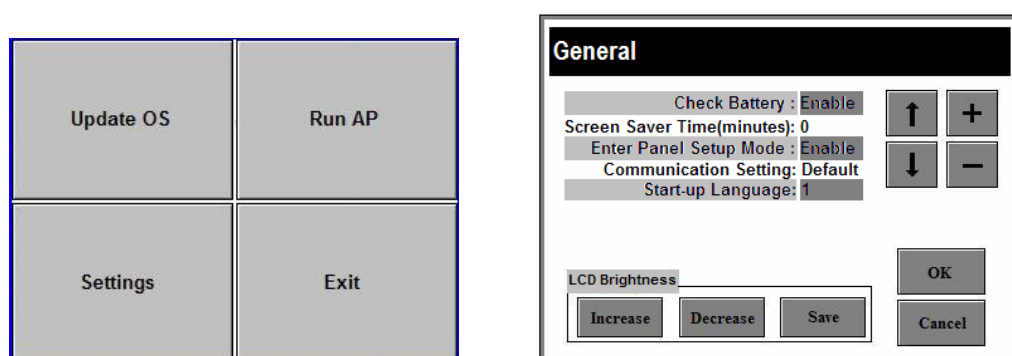 Update OS
Run AP
Settings
Exit
General
Check Battery : Enable
Screen Saver Time(minutes): 0
Enter Panel Setup Mode : Enable
Communication Setting: Default
Start-up Language: 1
↑ +
↓ −
LCD Brightness
Increase Decrease Save
OK
Cancel